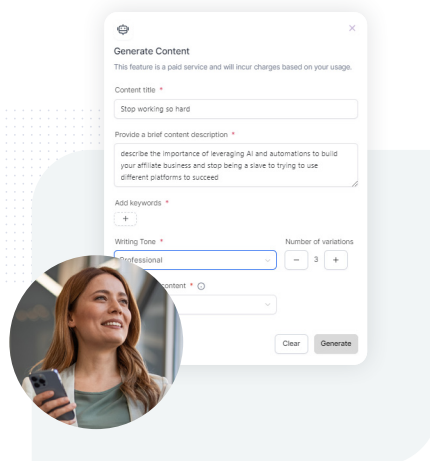 Generate Content
This feature is a paid service and will incur charges based on your usage.
Content title *
Stop working so hard
Provide a brief content description *
describe the importance of leveraging AI and automations to build
your affiliate business and stop being a slave to trying to use
different platforms to succeed
Add keywords *
+
Writing Tone * Number of variations
Professional − 3 +
content *
Clear Generate